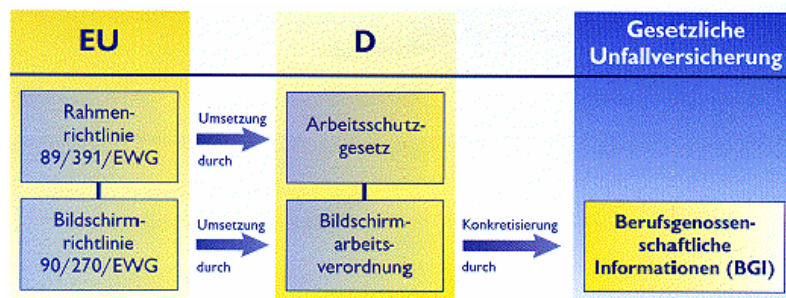 EU
D
Gesetzliche
Unfallversicherung
Rahmen-
richtlinie
89/391/EWG
Umsetzung
durch
Arbeitsschutz-
gesetz
Bildschirm-
richtlinie
90/270/EWG
Umsetzung
durch
Bildschirm-
arbeits-
verordnung
Konkretisierung
durch
Berufsgenossen-
schaftliche
Informationen (BGI)